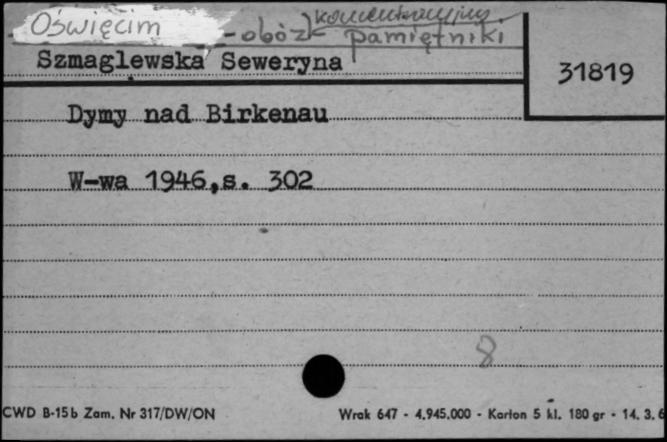 koncentracyjny
Oświęcim - obóz pamiętniki
Szmaglewska Seweryna
31819
Dymy nad Birkenau
W-wa 1946,s. 302
8
CWD B-15b Zam. Nr 317/DW/ON Wrak 647 - 4.945.000 - Karton 5 kl. 180 gr - 14. 3. 6